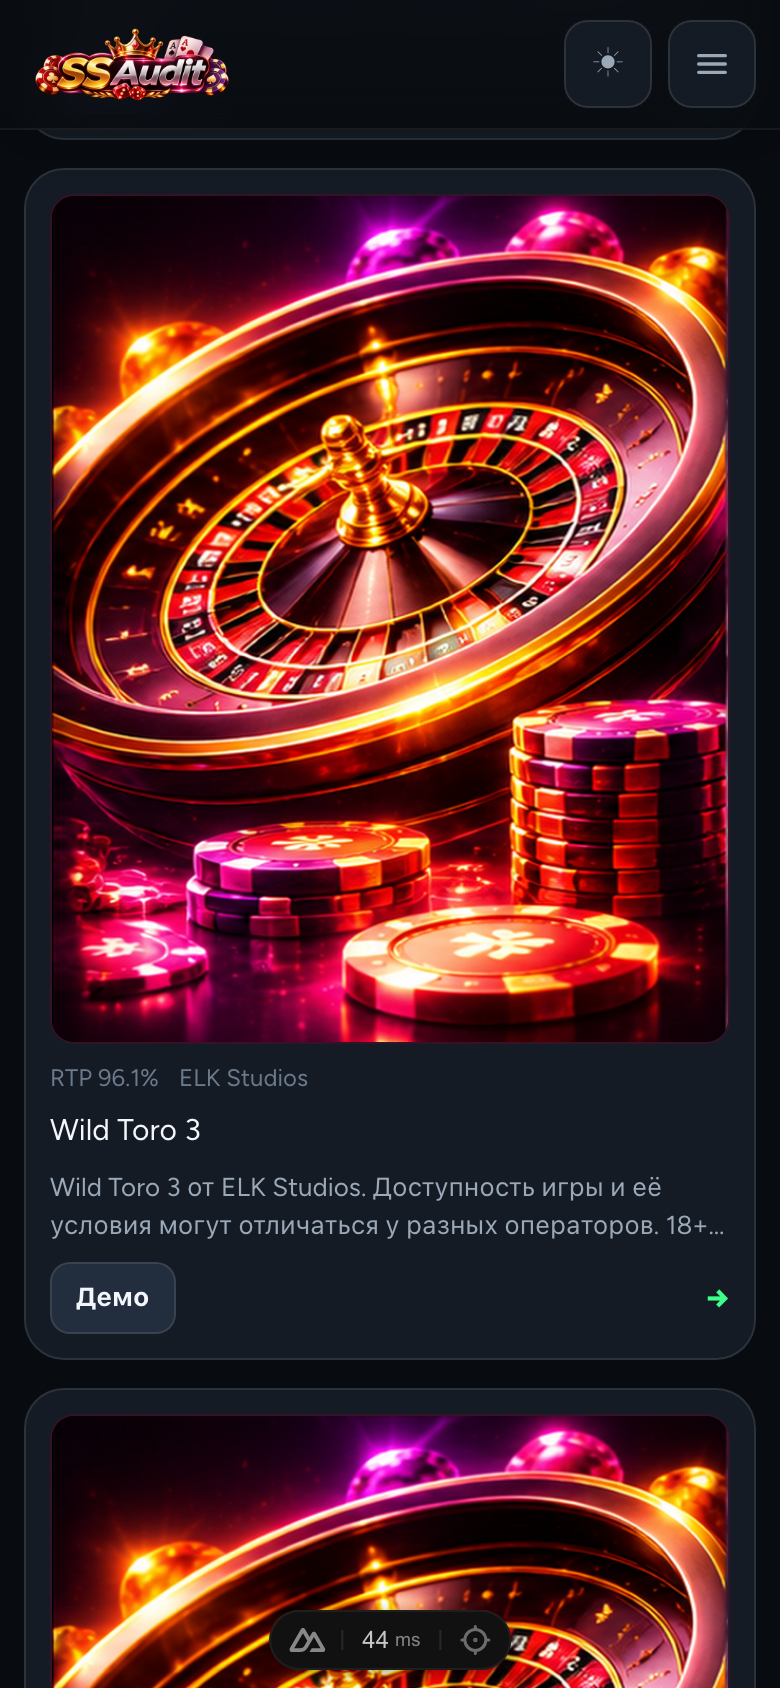 SSAudit
RTP 96.1% ELK Studios
Wild Toro 3
Wild Toro 3 от ELK Studios. Доступность игры и её
условия могут отличаться у разных операторов. 18+...
Демо
44 ms